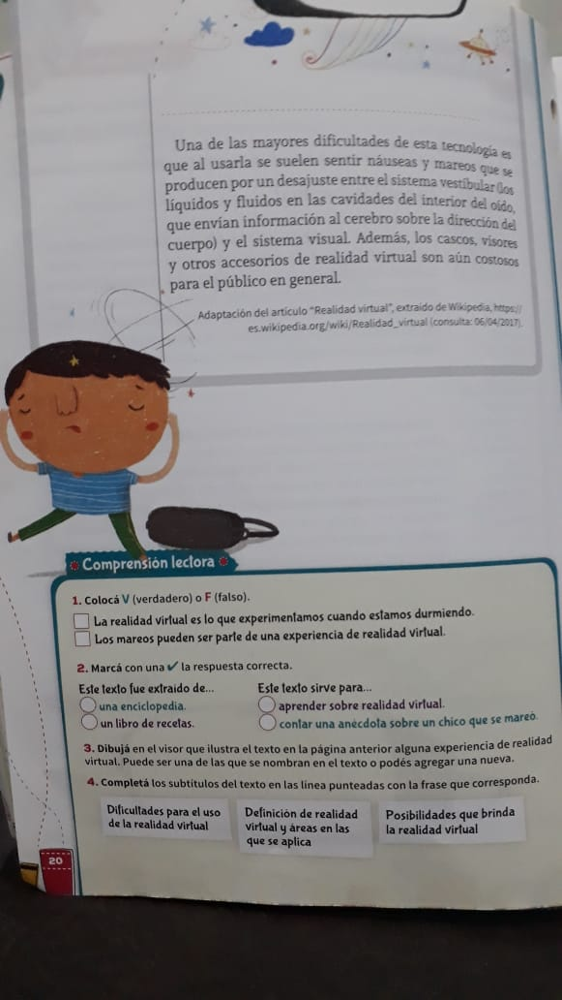 Una de las mayores dificultades de esta tecnología es
que al usarla se suelen sentir náuseas y mareos que se
producen por un desajuste entre el sistema vestibular (los
líquidos y fluidos en las cavidades del interior del oído,
que envían información al cerebro sobre la dirección del
cuerpo) y el sistema visual. Además, los cascos, visores
y otros accesorios de realidad virtual son aún costosos
para el público en general.
Adaptación del artículo “Realidad virtual”, extraído de Wikipedia, https://
es.wikipedia.org/wiki/Realidad_virtual (consulta: 06/04/2017).
Comprensión lectora
1. Colocá V (verdadero) o F (falso).
La realidad virtual es lo que experimentamos cuando estamos durmiendo.
Los mareos pueden ser parte de una experiencia de realidad virtual.
2. Marcá con una ✔ la respuesta correcta.
Este texto fue extraído de... Este texto sirve para...
una enciclopedia. aprender sobre realidad virtual.
un libro de recetas. contar una anécdota sobre un chico que se mareó.
3. Dibujá en el visor que ilustra el texto en la página anterior alguna experiencia de realidad
virtual. Puede ser una de las que se nombran en el texto o podés agregar una nueva.
4. Completá los subtítulos del texto en las línea punteadas con la frase que corresponda.
Dificultades para el uso
de la realidad virtual
Definición de realidad
virtual y áreas en las
que se aplica
Posibilidades que brinda
la realidad virtual
20